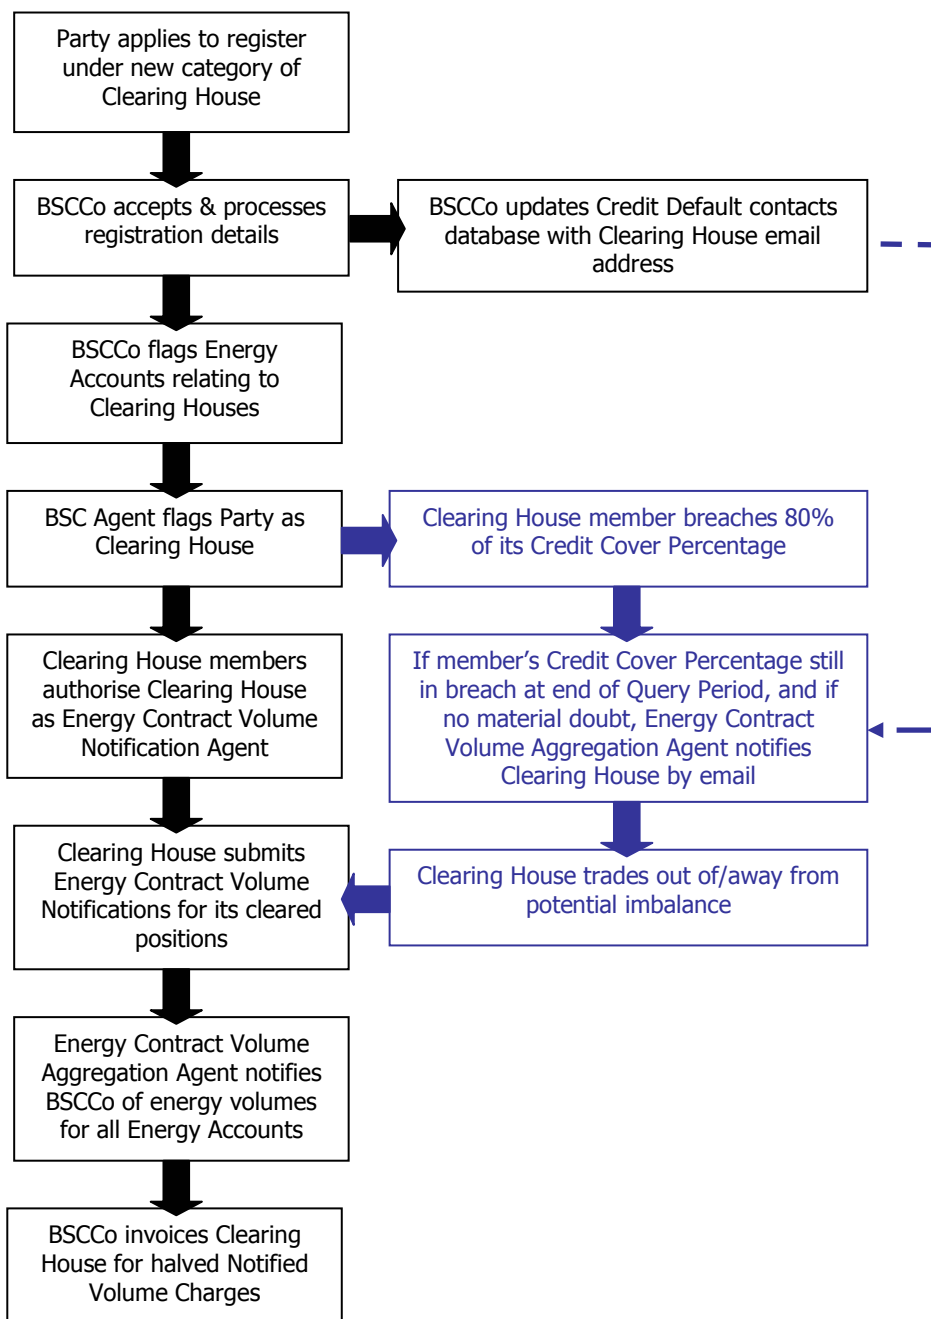 Party applies to register
under new category of
Clearing House
BSCCo accepts & processes
registration details
BSCCo updates Credit Default contacts
database with Clearing House email
address
BSCCo flags Energy
Accounts relating to
Clearing Houses
BSC Agent flags Party as
Clearing House
Clearing House member breaches 80%
of its Credit Cover Percentage
Clearing House members
authorise Clearing House
as Energy Contract Volume
Notification Agent
If member’s Credit Cover Percentage still
in breach at end of Query Period, and if
no material doubt, Energy Contract
Volume Aggregation Agent notifies
Clearing House by email
Clearing House submits
Energy Contract Volume
Notifications for its cleared
positions
Clearing House trades out of/away from
potential imbalance
Energy Contract Volume
Aggregation Agent notifies
BSCCo of energy volumes
for all Energy Accounts
BSCCo invoices Clearing
House for halved Notified
Volume Charges